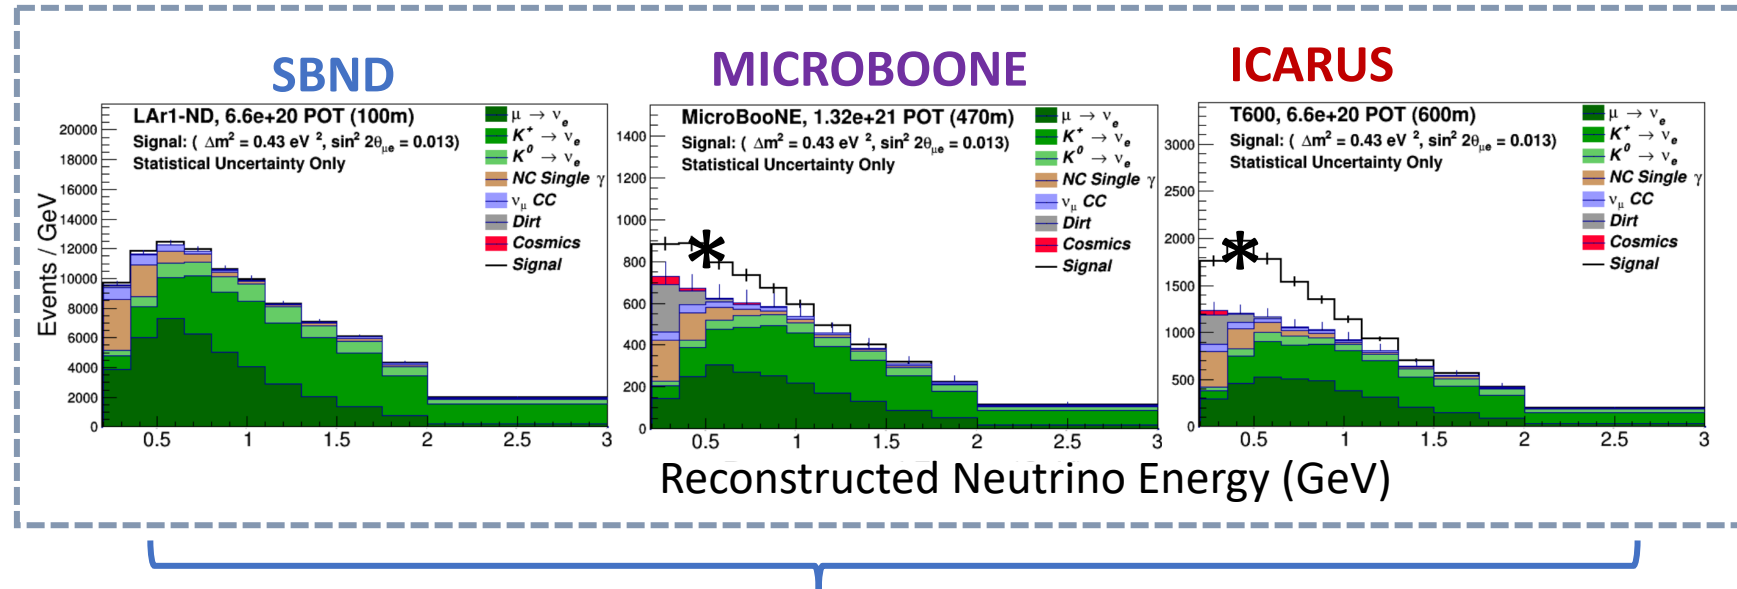 SBND
MICROBOONE
ICARUS
LAr1-ND, 6.6e+20 POT (100m)
Signal: ( Δm² = 0.43 eV ², sin² 2θμe = 0.013)
Statistical Uncertainty Only
μ → νe
K⁺ → νe
K⁰ → νe
NC Single γ
νμ CC
Dirt
Cosmics
Signal
Events / GeV
20000
18000
16000
14000
12000
10000
8000
6000
4000
2000
0
0.5 1 1.5 2 2.5 3
MicroBooNE, 1.32e+21 POT (470m)
Signal: ( Δm² = 0.43 eV ², sin² 2θμe = 0.013)
Statistical Uncertainty Only
μ → νe
K⁺ → νe
K⁰ → νe
NC Single γ
νμ CC
Dirt
Cosmics
Signal
1400
1200
1000
800
600
400
200
0
0.5 1 1.5 2 2.5 3
*
T600, 6.6e+20 POT (600m)
Signal: ( Δm² = 0.43 eV ², sin² 2θμe = 0.013)
Statistical Uncertainty Only
μ → νe
K⁺ → νe
K⁰ → νe
NC Single γ
νμ CC
Dirt
Cosmics
Signal
3000
2500
2000
1500
1000
500
0
0.5 1 1.5 2 2.5 3
*
Reconstructed Neutrino Energy (GeV)